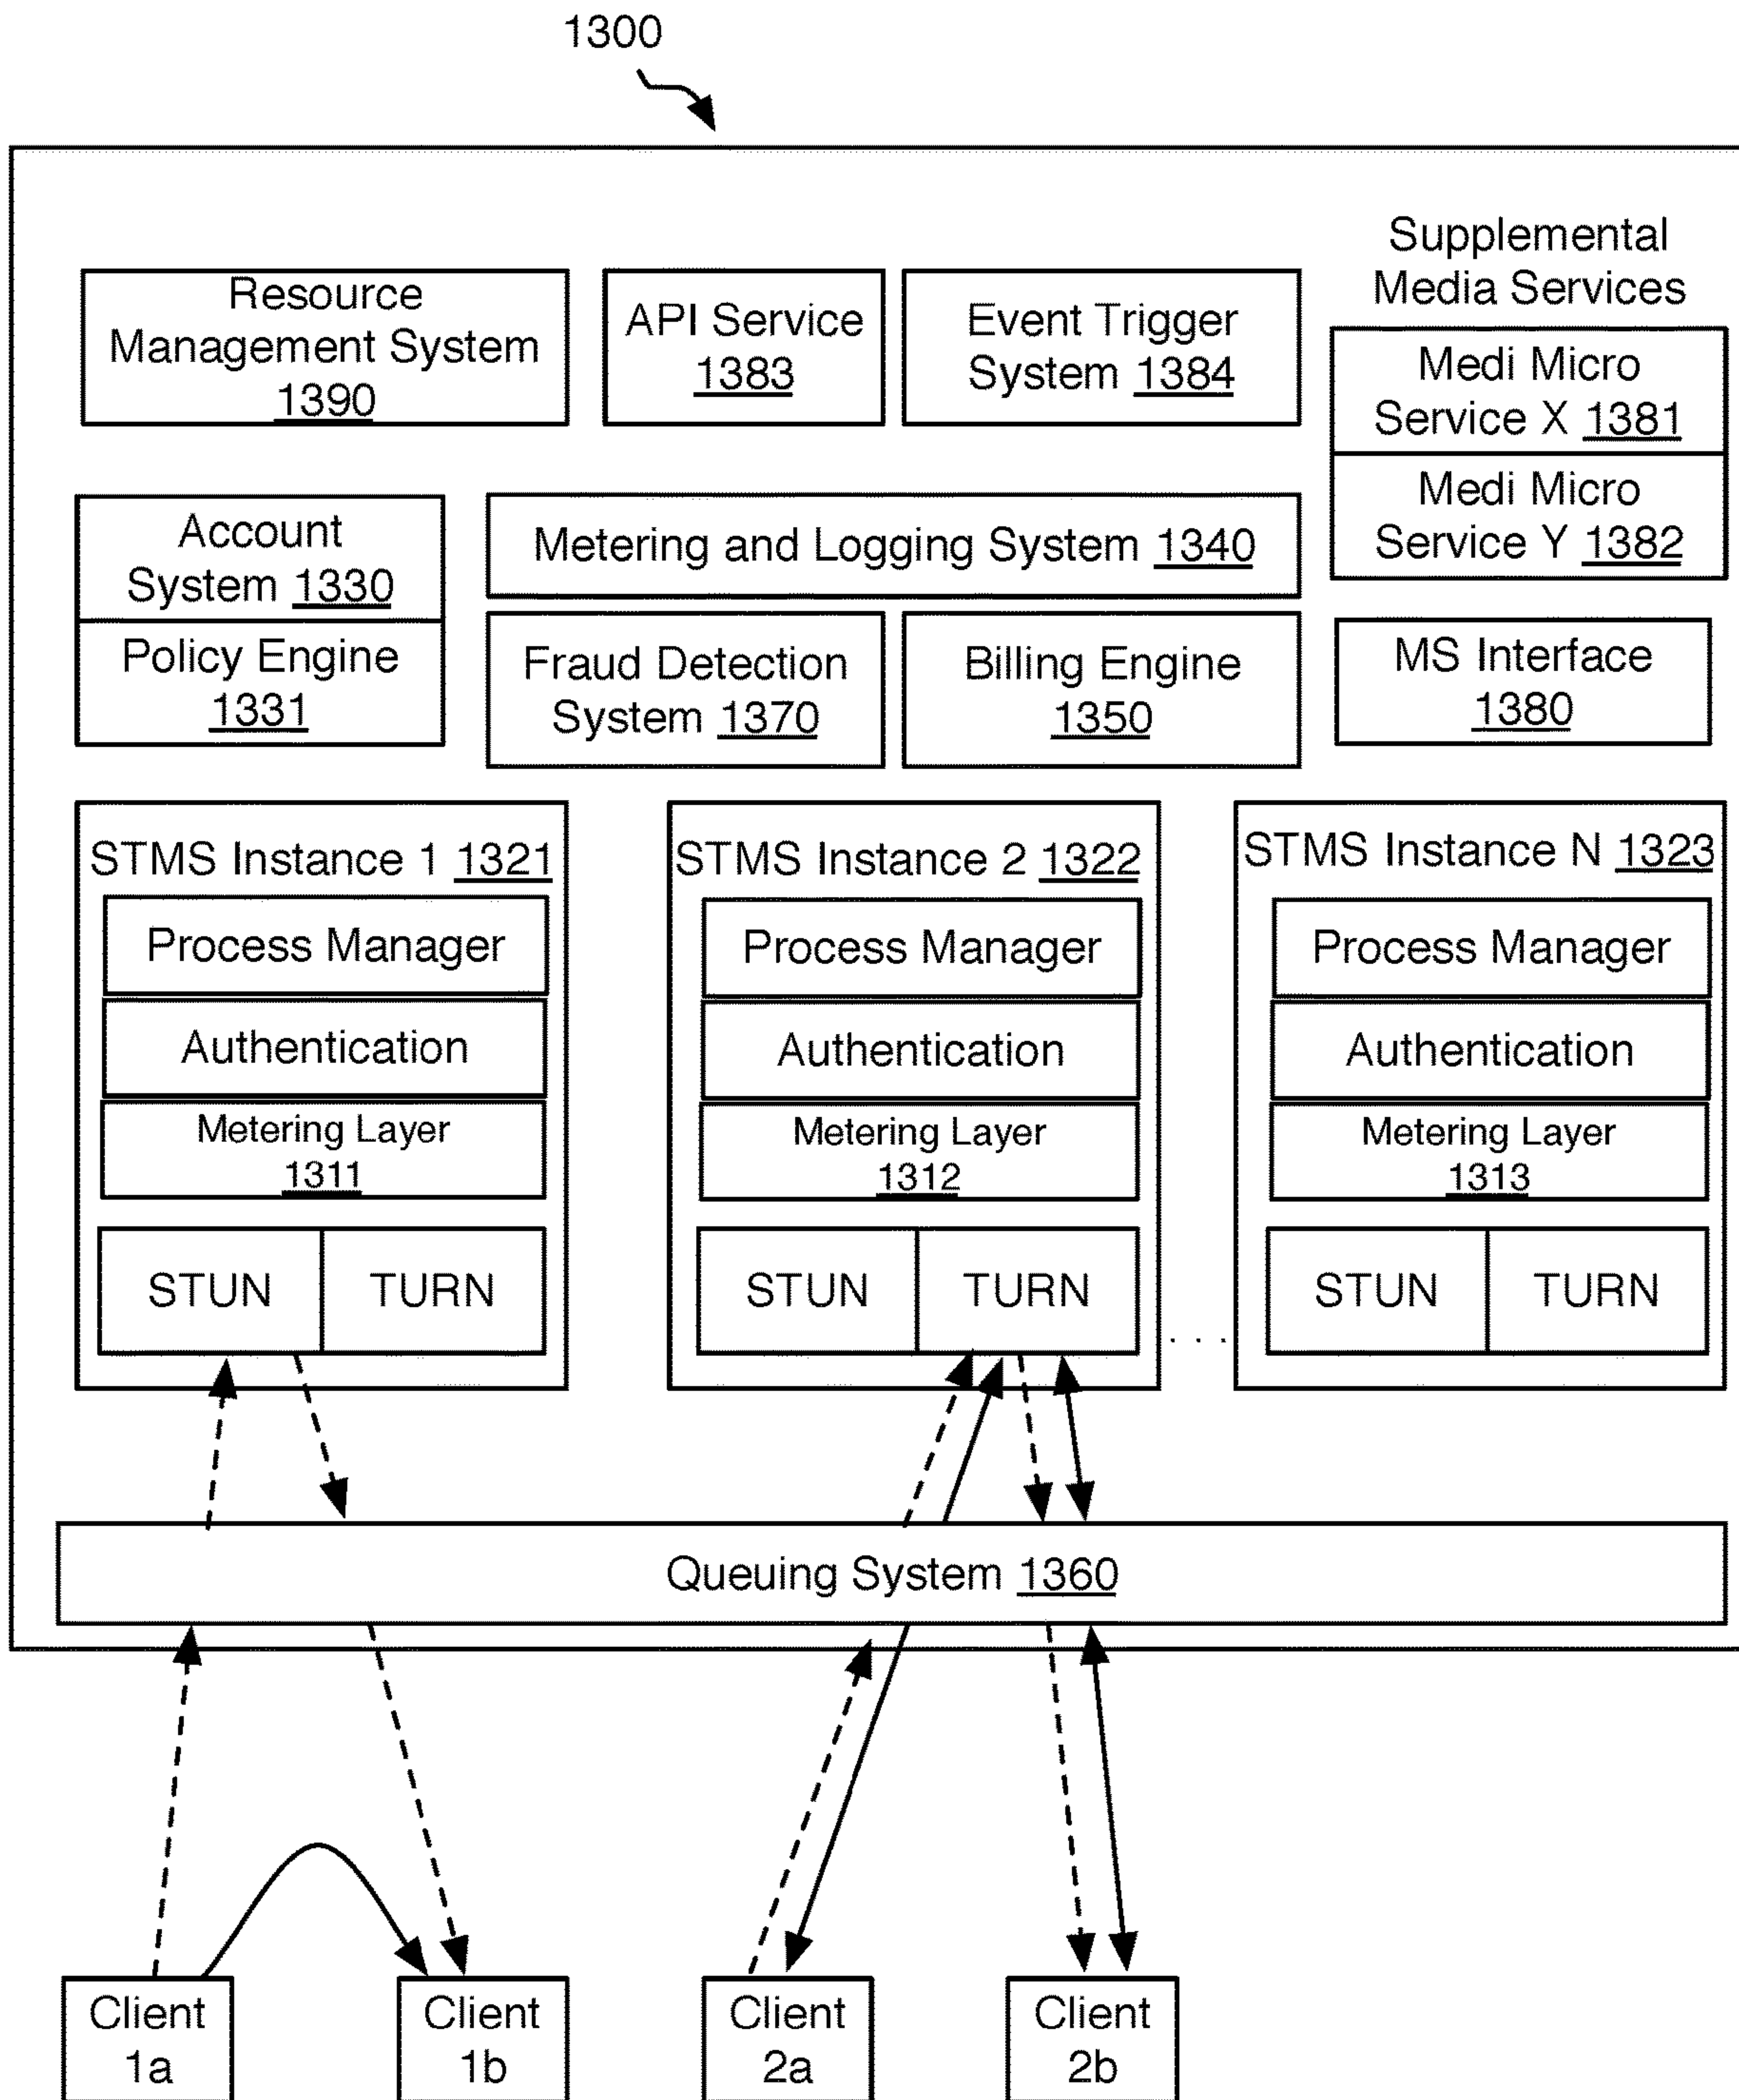 1300
Supplemental
Media Services
Resource
Management System
1390
API Service
1383
Event Trigger
System 1384
Medi Micro
Service X 1381
Medi Micro
Service Y 1382
Account
System 1330
Policy Engine
1331
Metering and Logging System 1340
Fraud Detection
System 1370
Billing Engine
1350
MS Interface
1380
STMS Instance 1 1321
Process Manager
Authentication
Metering Layer
1311
STUN
TURN
STMS Instance 2 1322
Process Manager
Authentication
Metering Layer
1312
STUN
TURN
. . .
STMS Instance N 1323
Process Manager
Authentication
Metering Layer
1313
STUN
TURN
Queuing System 1360
Client
1a
Client
1b
Client
2a
Client
2b